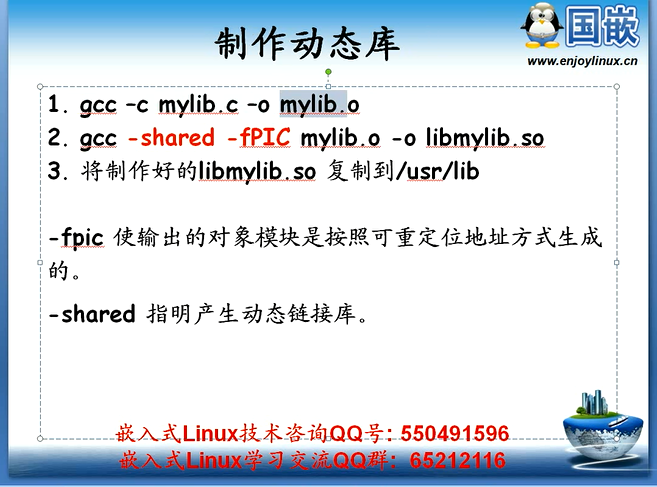 国嵌
www.enjoylinux.cn
制作动态库
1. gcc –c mylib.c –o mylib.o
2. gcc -shared -fPIC mylib.o -o libmylib.so
3. 将制作好的libmylib.so 复制到/usr/lib
-fpic 使输出的对象模块是按照可重定位地址方式生成
的。
-shared 指明产生动态链接库。
嵌入式Linux技术咨询QQ号: 550491596
嵌入式Linux学习交流QQ群: 65212116